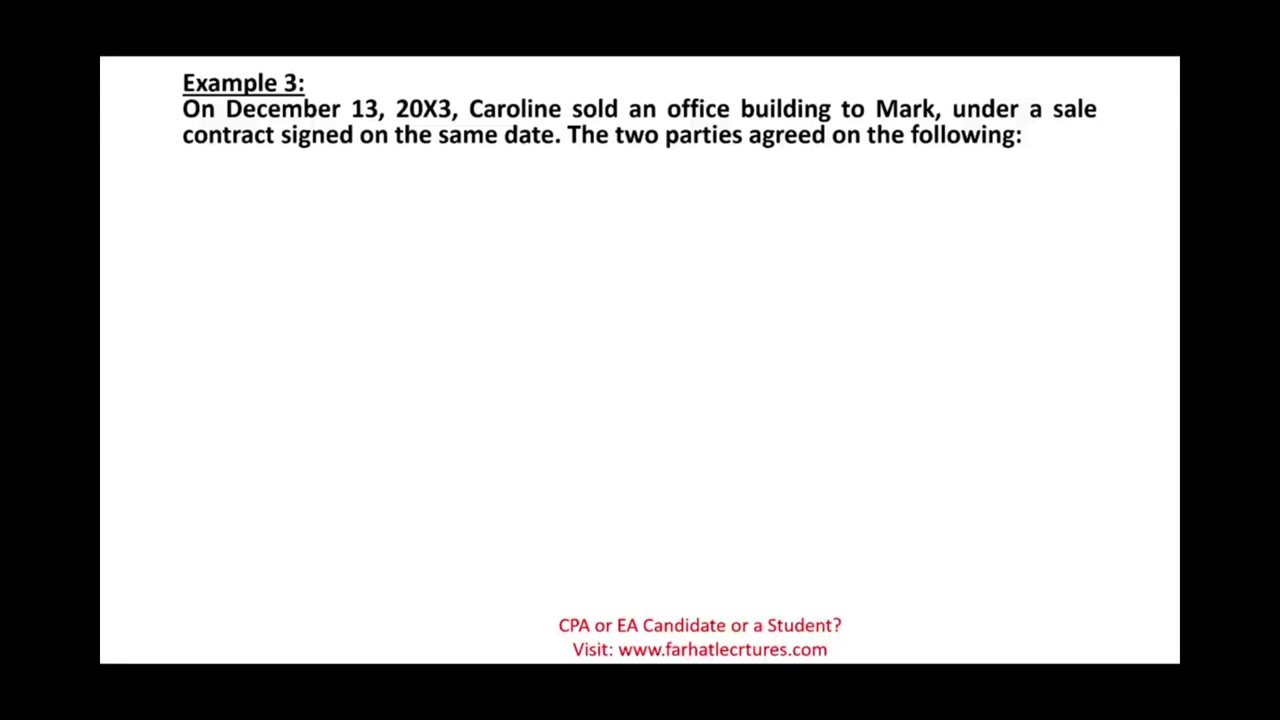 Example 3:
On December 13, 20X3, Caroline sold an office building to Mark, under a sale
contract signed on the same date. The two parties agreed on the following:
CPA or EA Candidate or a Student?
Visit: www.farhatlecrtures.com